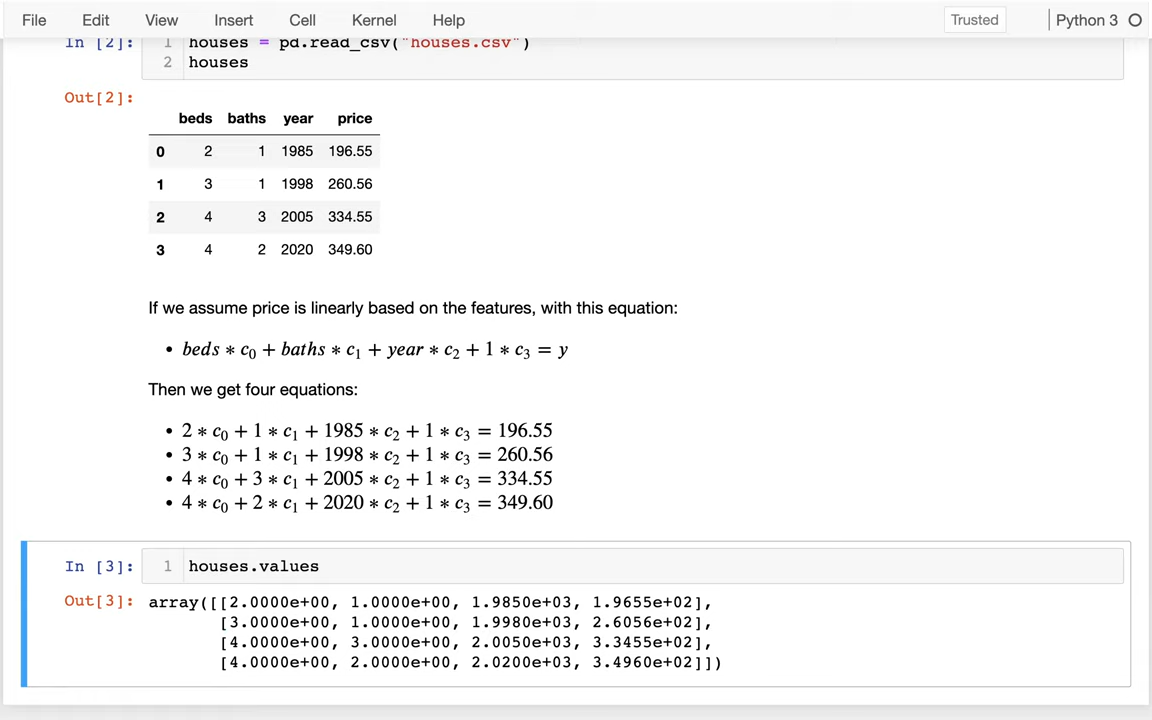 File Edit View Insert Cell Kernel Help Trusted Python 3
In [2]: 1 houses = pd.read_csv("houses.csv")
2 houses
Out[2]:
beds baths year price
0 2 1 1985 196.55
1 3 1 1998 260.56
2 4 3 2005 334.55
3 4 2 2020 349.60
If we assume price is linearly based on the features, with this equation:
• beds * c₀ + baths * c₁ + year * c₂ + 1 * c₃ = y
Then we get four equations:
• 2 * c₀ + 1 * c₁ + 1985 * c₂ + 1 * c₃ = 196.55
• 3 * c₀ + 1 * c₁ + 1998 * c₂ + 1 * c₃ = 260.56
• 4 * c₀ + 3 * c₁ + 2005 * c₂ + 1 * c₃ = 334.55
• 4 * c₀ + 2 * c₁ + 2020 * c₂ + 1 * c₃ = 349.60
In [3]: 1 houses.values
Out[3]: array([[2.0000e+00, 1.0000e+00, 1.9850e+03, 1.9655e+02],
[3.0000e+00, 1.0000e+00, 1.9980e+03, 2.6056e+02],
[4.0000e+00, 3.0000e+00, 2.0050e+03, 3.3455e+02],
[4.0000e+00, 2.0000e+00, 2.0200e+03, 3.4960e+02]])